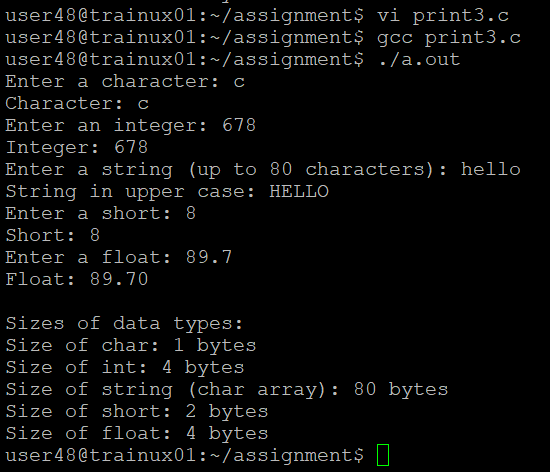 user48@trainux01:~/assignment$ vi print3.c
user48@trainux01:~/assignment$ gcc print3.c
user48@trainux01:~/assignment$ ./a.out
Enter a character: c
Character: c
Enter an integer: 678
Integer: 678
Enter a string (up to 80 characters): hello
String in upper case: HELLO
Enter a short: 8
Short: 8
Enter a float: 89.7
Float: 89.70
Sizes of data types:
Size of char: 1 bytes
Size of int: 4 bytes
Size of string (char array): 80 bytes
Size of short: 2 bytes
Size of float: 4 bytes
user48@trainux01:~/assignment$